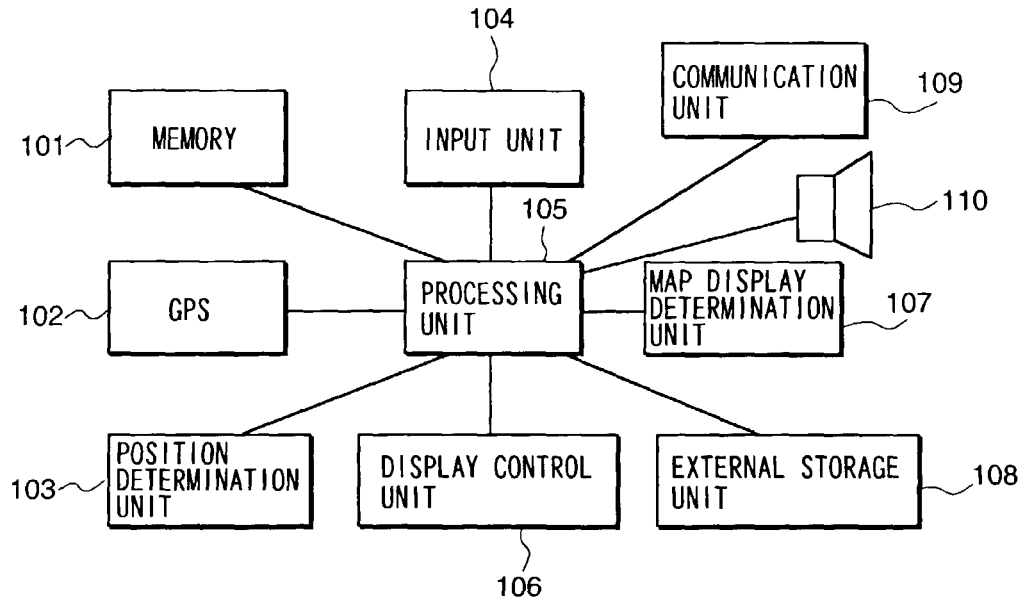 104
COMMUNICATION
UNIT
109
101
MEMORY
INPUT UNIT
105
110
102
GPS
PROCESSING
UNIT
MAP DISPLAY
DETERMINATION
UNIT
107
103
POSITION
DETERMINATION
UNIT
DISPLAY CONTROL
UNIT
EXTERNAL STORAGE
UNIT
108
106